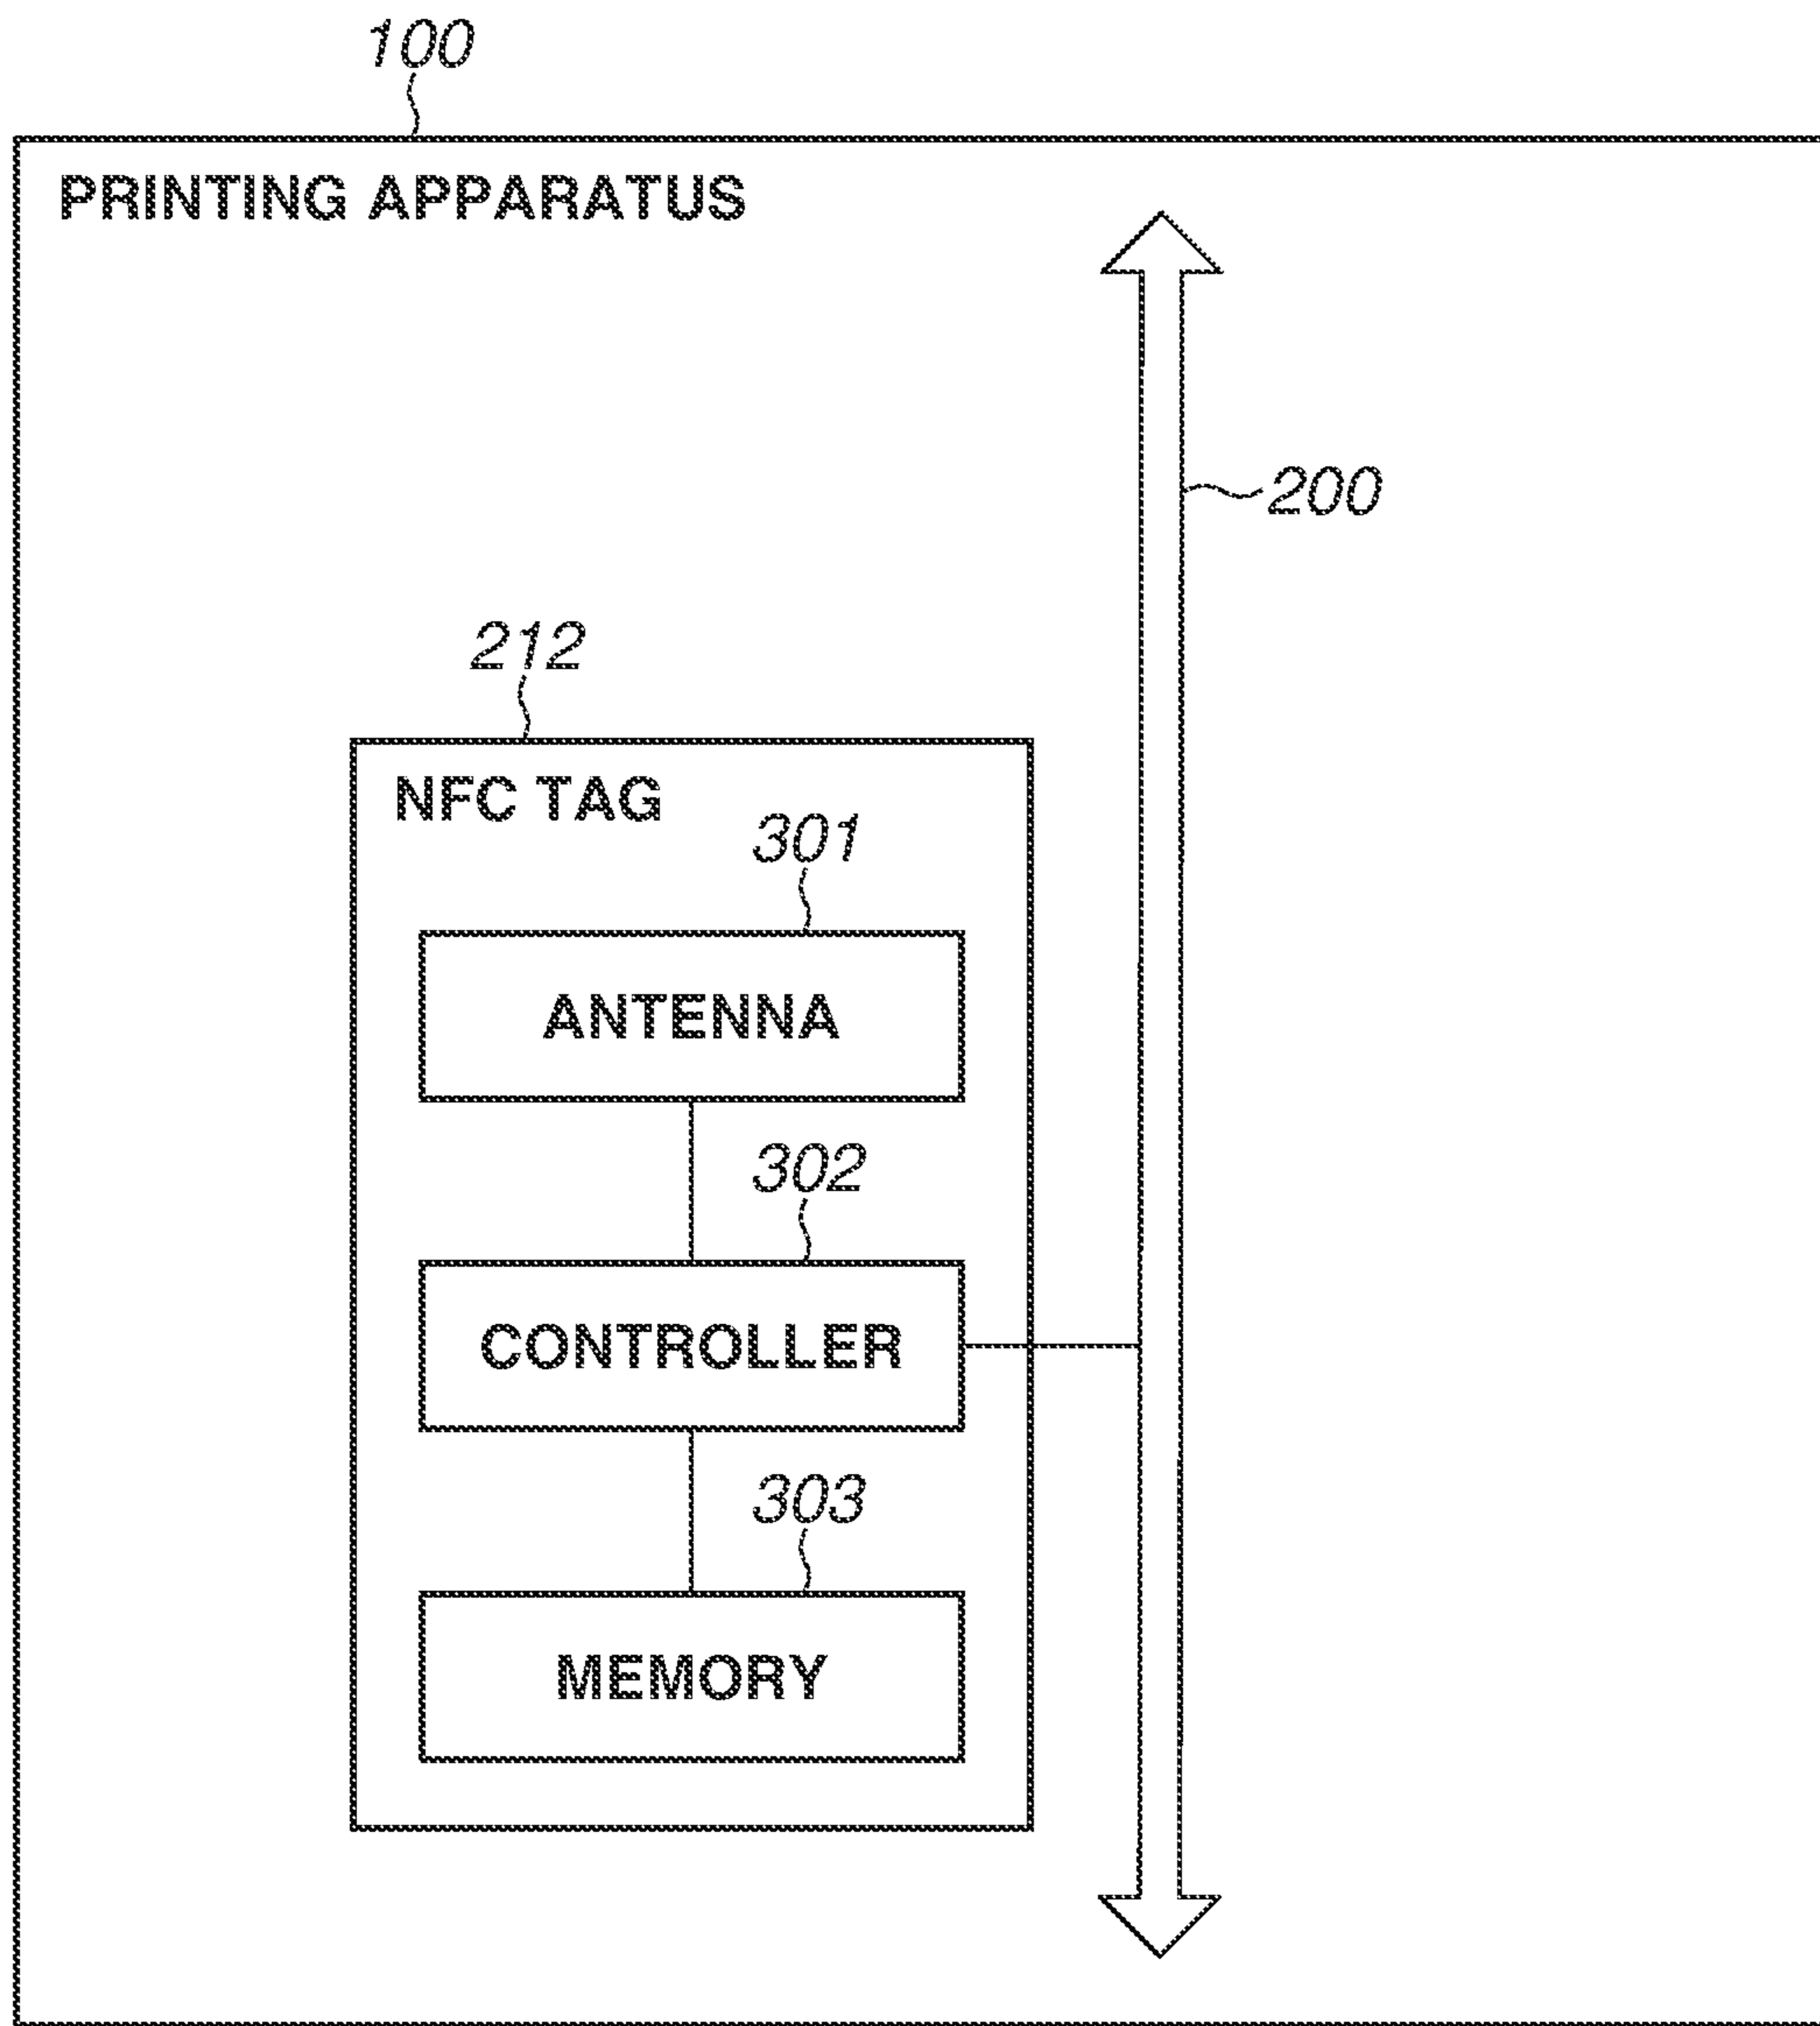 100
PRINTING APPARATUS
200
212
NFC TAG
301
ANTENNA
302
CONTROLLER
303
MEMORY